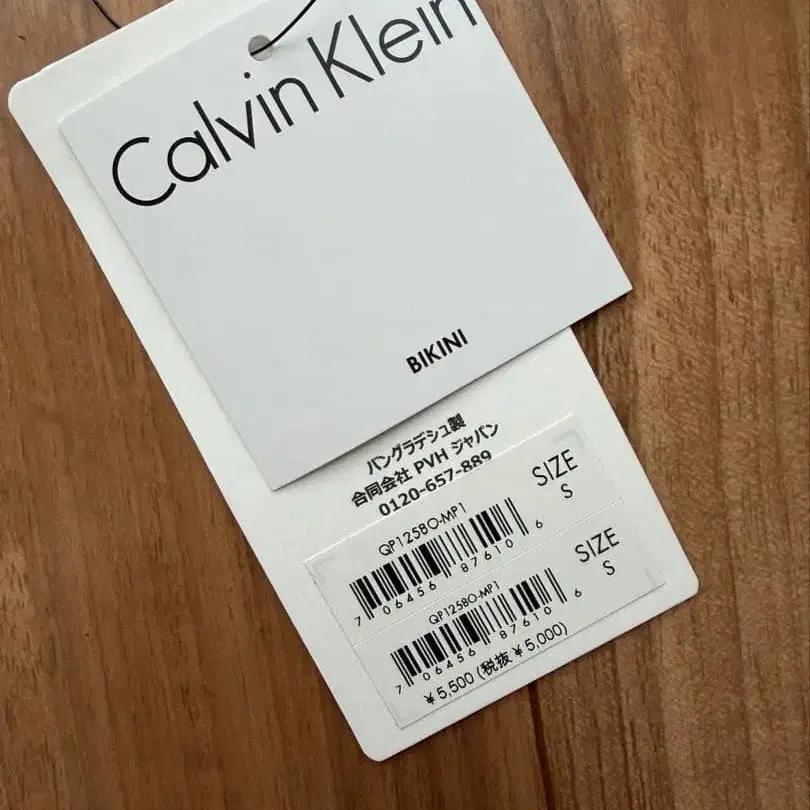 Calvin Klein
BIKINI
バングラデシュ製
合同会社 PVH ジャパン
0120-657-889
QP1258O-MP1
SIZE
S
7 06456 87610 6
QP1258O-MP1
SIZE
S
7 06456 87610 6
¥5,500 (税抜 ¥5,000)